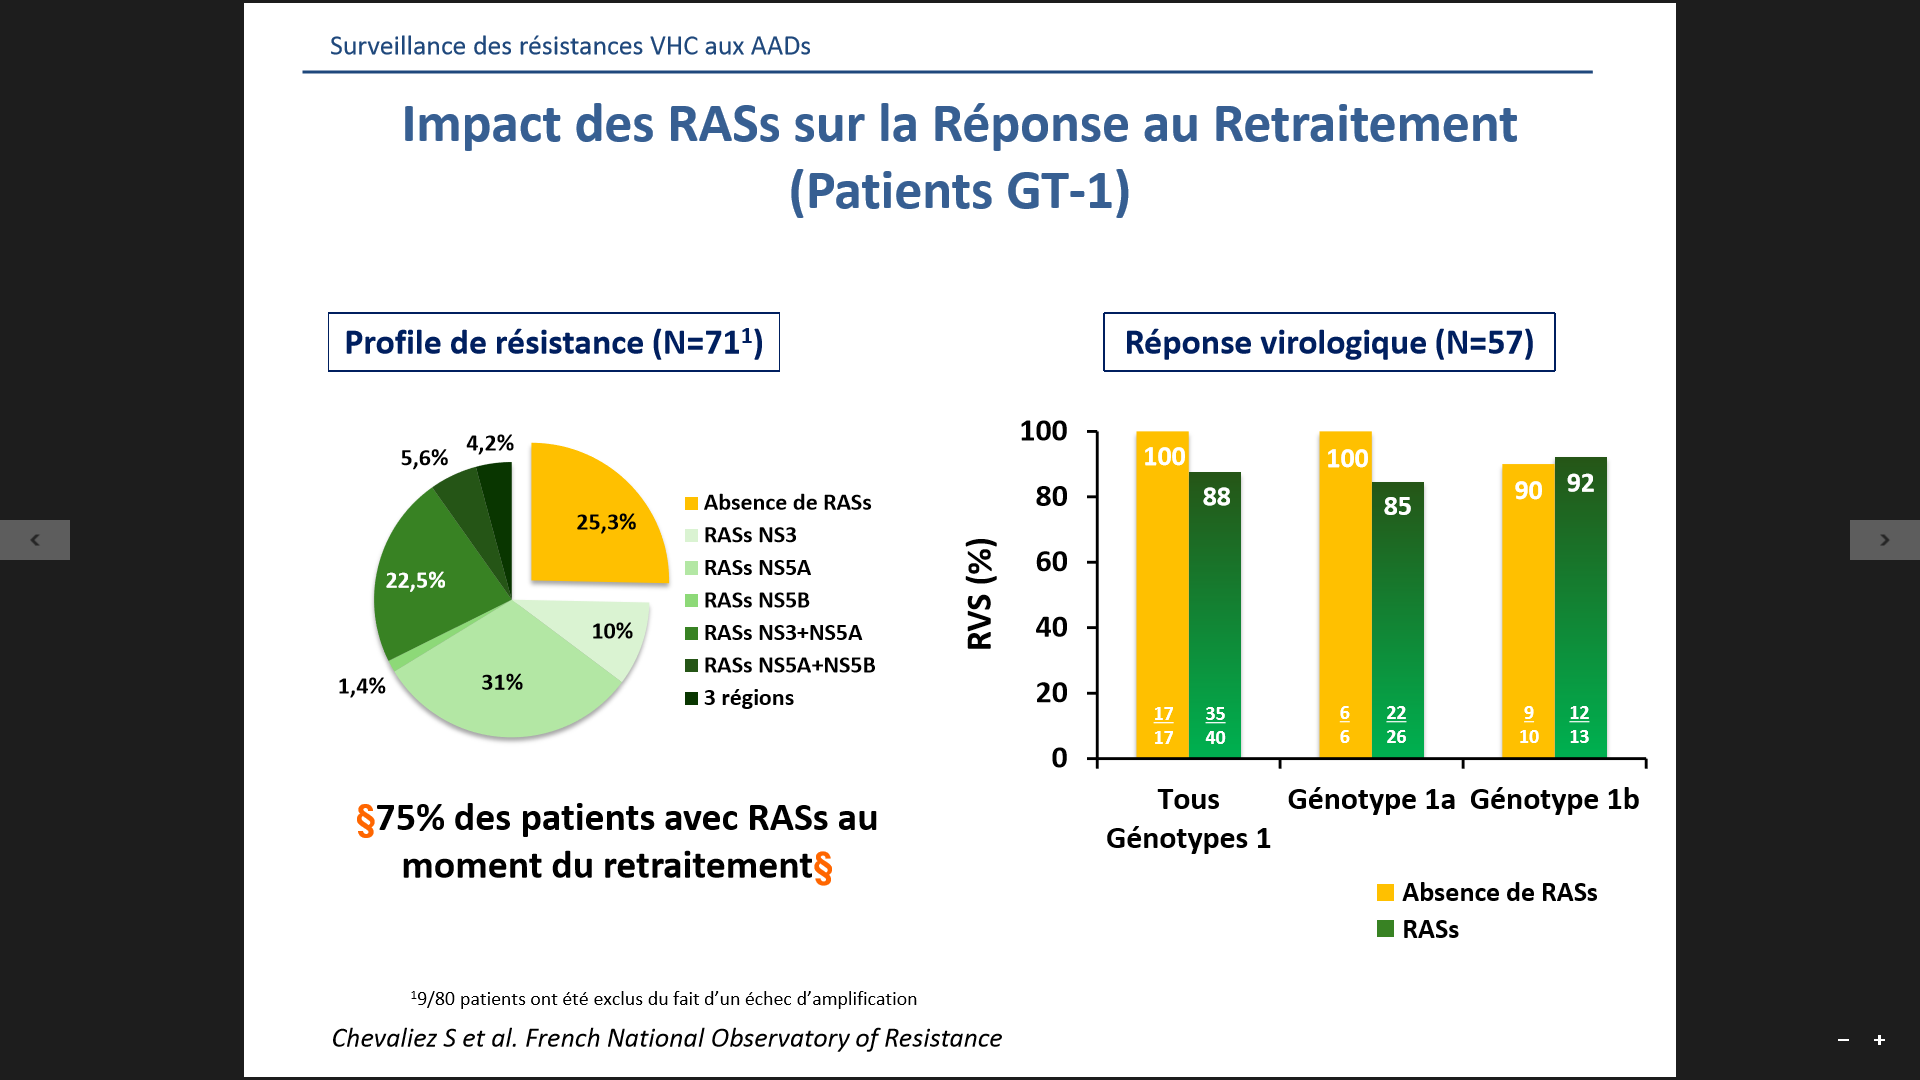 Surveillance des résistances VHC aux AADs
Impact des RASs sur la Réponse au Retraitement
(Patients GT-1)
Profile de résistance (N=71¹)
Réponse virologique (N=57)
4,2%
5,6%
25,3%
22,5%
10%
31%
1,4%
Absence de RASs
RASs NS3
RASs NS5A
RASs NS5B
RASs NS3+NS5A
RASs NS5A+NS5B
3 régions
§75% des patients avec RASs au
moment du retraitement§
RVS (%)
100
80
60
40
20
0
100
88
100
85
90
92
17
17
35
40
6
6
22
26
9
10
12
13
Tous
Génotypes 1
Génotype 1a
Génotype 1b
Absence de RASs
RASs
¹9/80 patients ont été exclus du fait d’un échec d’amplification
Chevaliez S et al. French National Observatory of Resistance